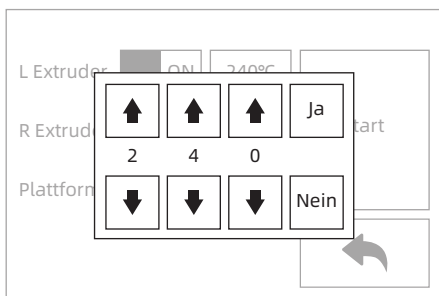 L Extruder ON 240°C
Ja
R Extrud tart
2 4 0
Plattform
Nein